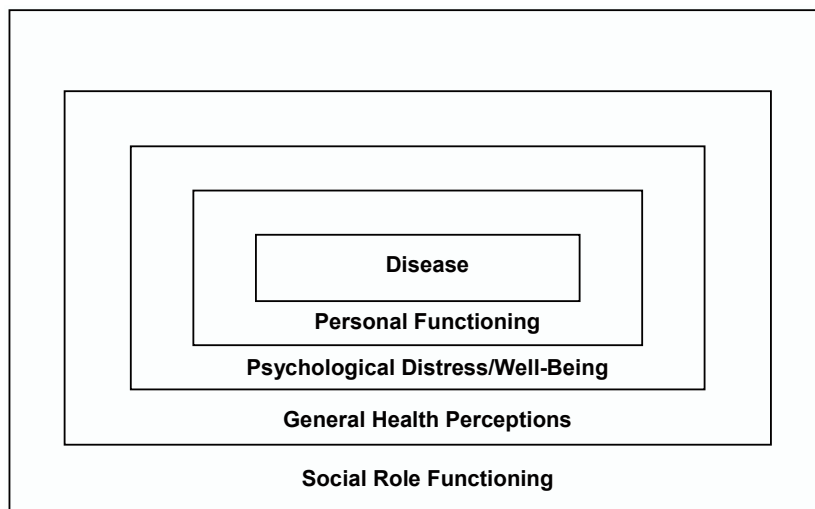 Disease
Personal Functioning
Psychological Distress/Well-Being
General Health Perceptions
Social Role Functioning